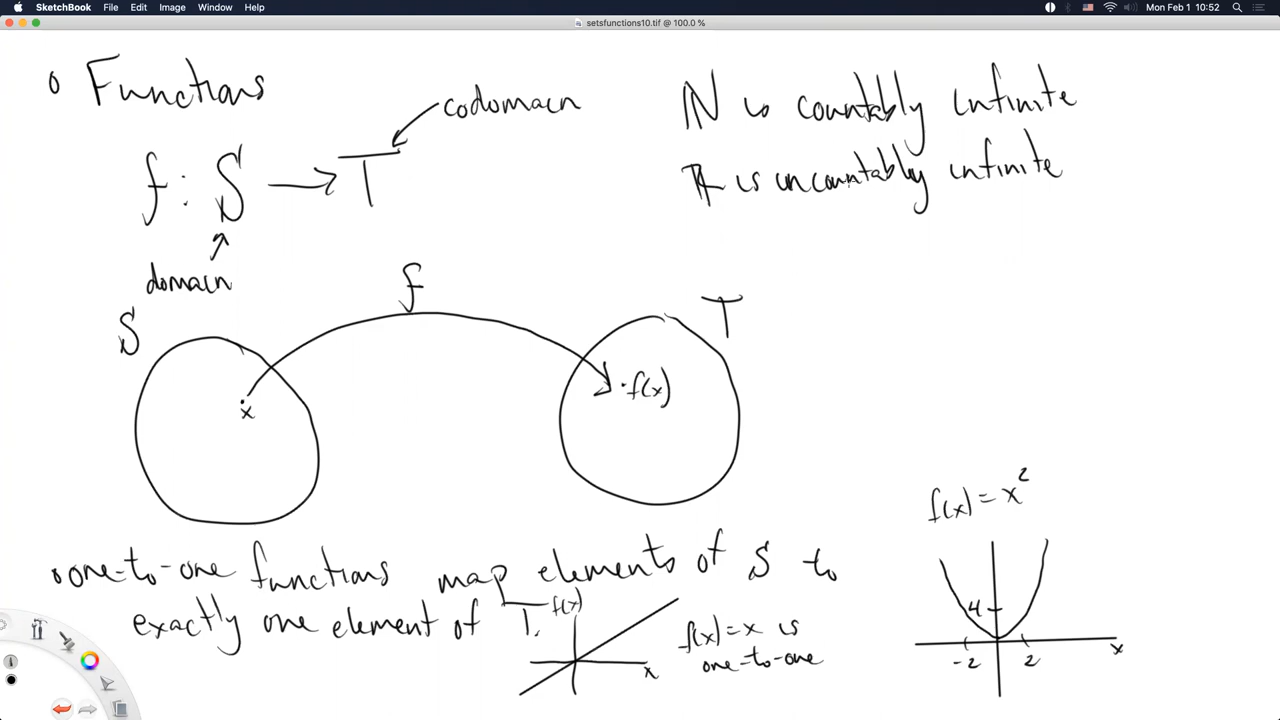 SketchBook File Edit Image Window Help Mon Feb 1 10:52
setsfunctions10.tif @ 100.0 %
Functions
codomain
f: S → T
domain
N is countably infinite
R is uncountably infinite
S
f
T
x
f(x)
one-to-one functions map elements of S to
exactly one element of T.
f(x)
x
f(x)=x is
one-to-one
f(x)=x²
4
-2 2 x